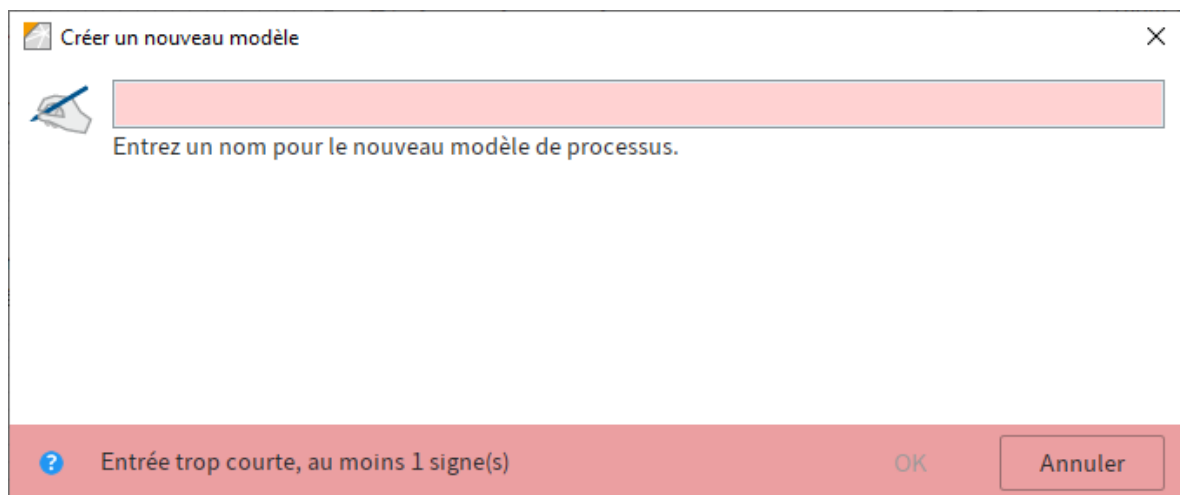 Créer un nouveau modèle
Entrez un nom pour le nouveau modèle de processus.
Entrée trop courte, au moins 1 signe(s)
OK
Annuler